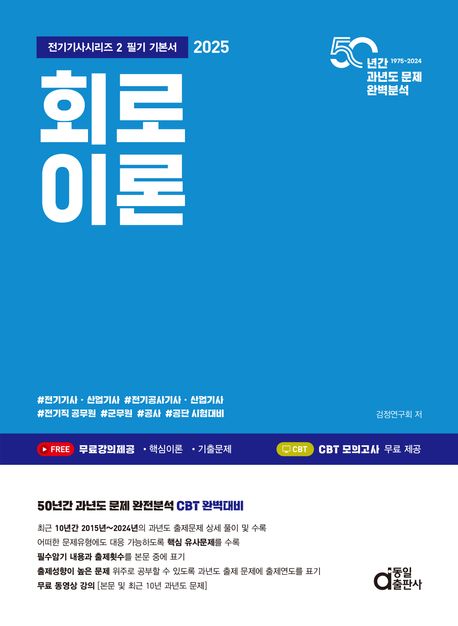 전기기사시리즈 2 필기 기본서 2025
50년간 1975-2024
과년도 문제
완벽분석
회로
이론
#전기기사 · 산업기사 #전기공사기사 · 산업기사
#전기직 공무원 #군무원 #공사 #공단 시험대비
검정연구회 저
FREE 무료강의제공 • 핵심이론 • 기출문제
CBT CBT 모의고사 무료 제공
50년간 과년도 문제 완전분석 CBT 완벽대비
최근 10년간 2015년~2024년의 과년도 출제문제 상세 풀이 및 수록
어떠한 문제유형에도 대응 가능하도록 핵심 유사문제를 수록
필수암기 내용과 출제횟수를 본문 중에 표기
출제성향이 높은 문제 위주로 공부할 수 있도록 과년도 출제 문제에 출제연도를 표기
무료 동영상 강의 [본문 및 최근 10년 과년도 문제]
동일
출판사